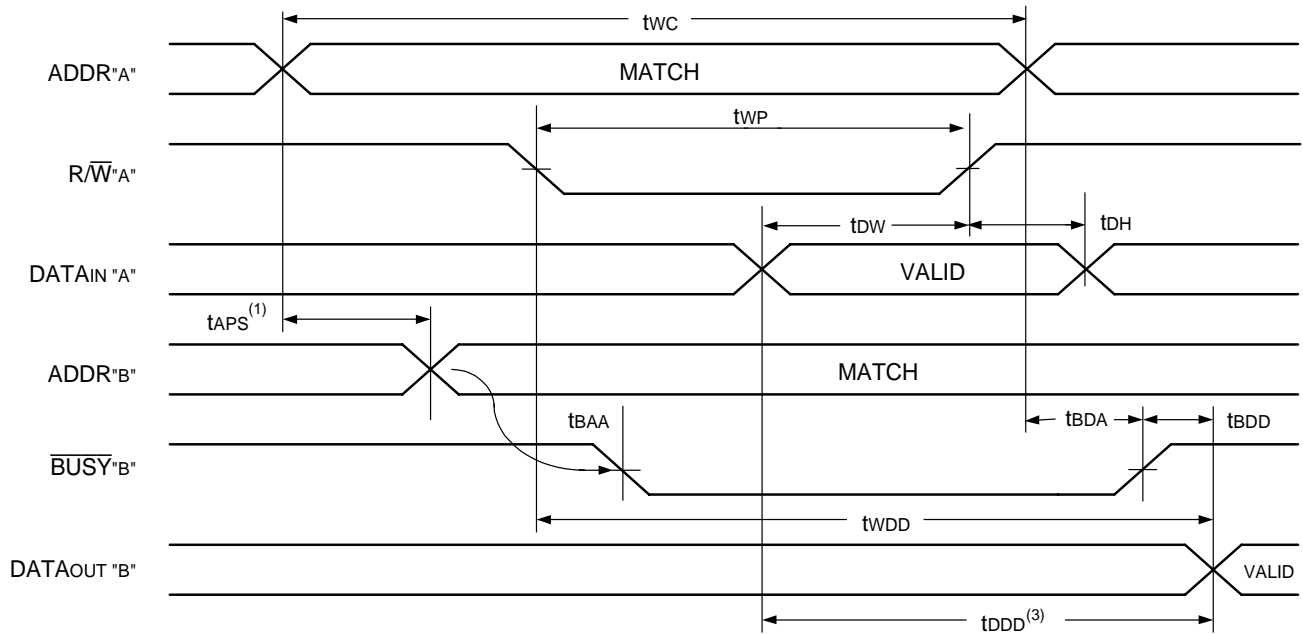 tWC
ADDR"A"
MATCH
tWP
R/W̅"A"
tDW
tDH
DATAIN "A"
VALID
tAPS(1)
ADDR"B"
MATCH
tBAA
tBDA
tBDD
B̅U̅S̅Y̅"B"
tWDD
DATAOUT "B"
VALID
tDDD(3)